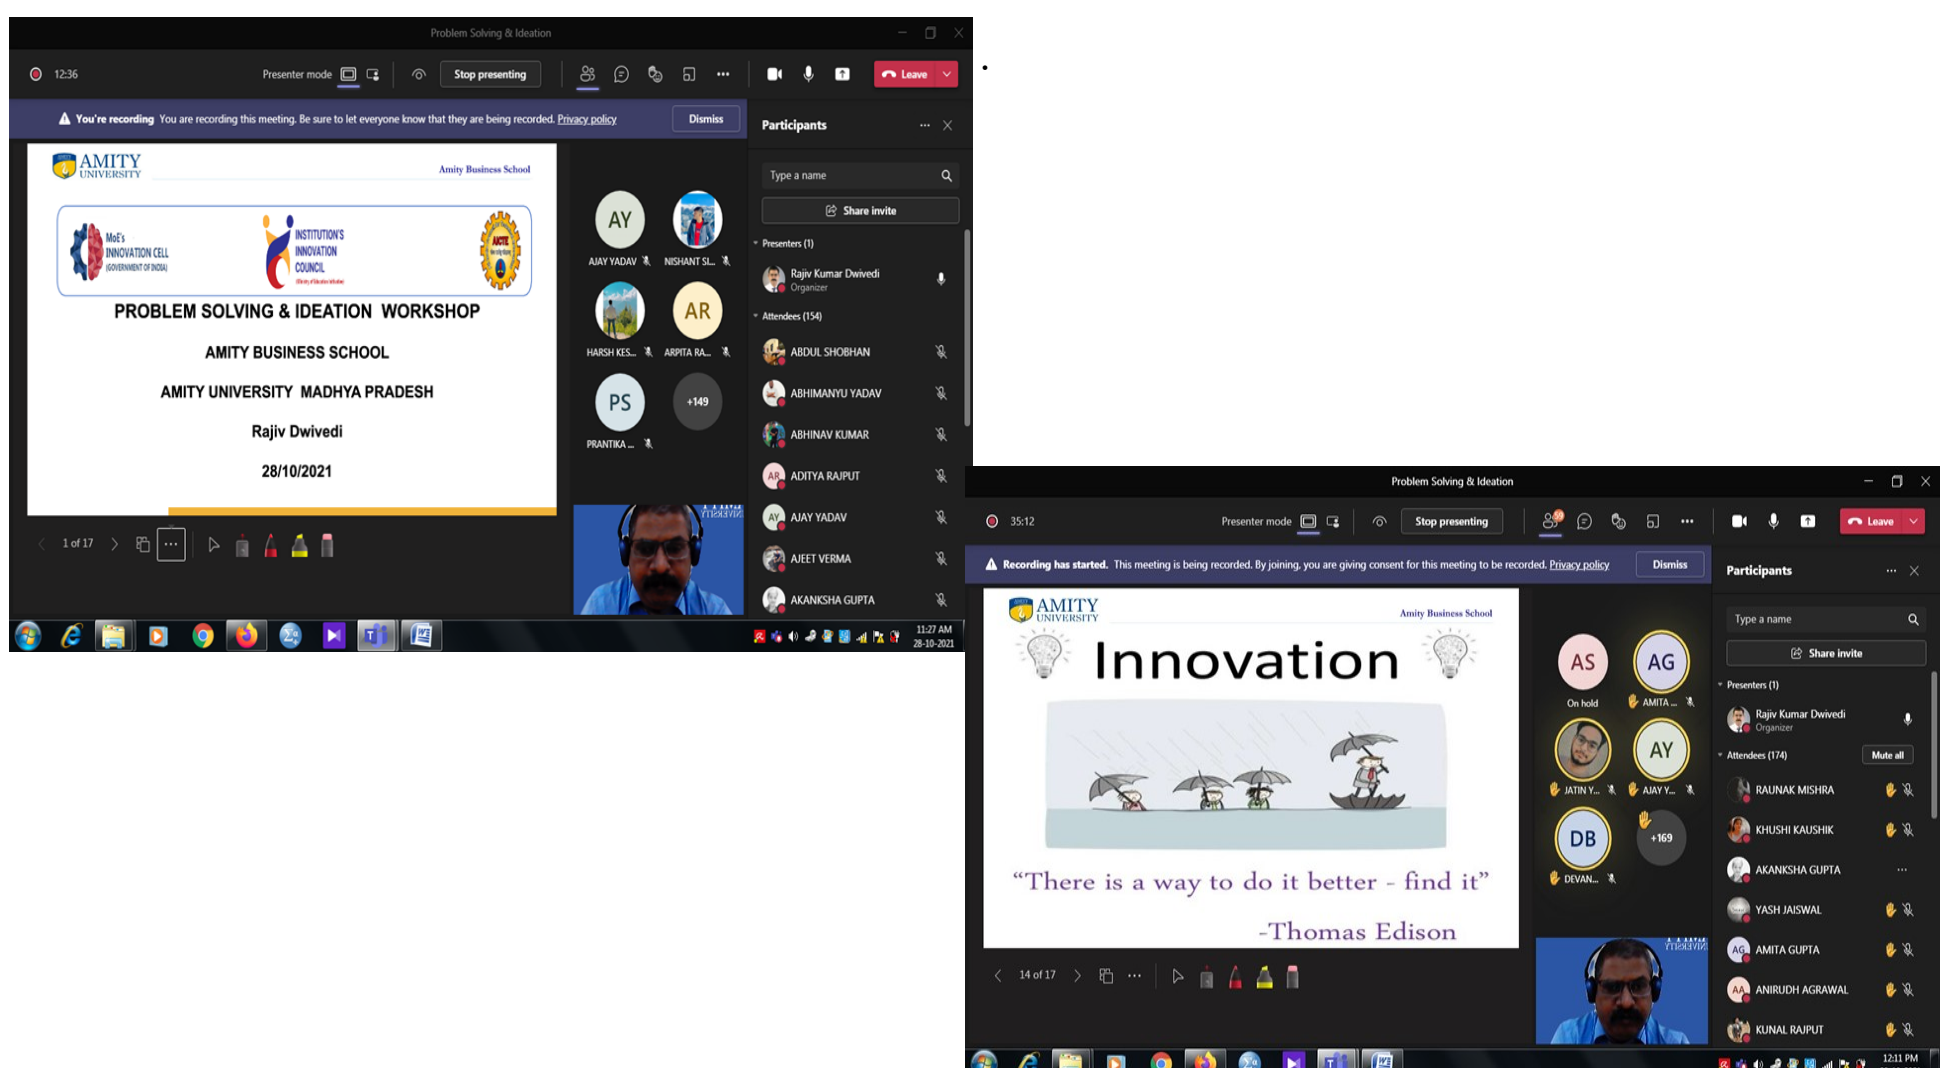 Problem Solving & Ideation
12:36
Presenter mode
Stop presenting
Leave
You're recording You are recording this meeting. Be sure to let everyone know that they are being recorded. Privacy policy
Dismiss
AMITY
UNIVERSITY
Amity Business School
MoE's
INNOVATION CELL
(GOVERNMENT OF INDIA)
INSTITUTION'S
INNOVATION
COUNCIL
(Ministry of Education Initiative)
AICTE
PROBLEM SOLVING & IDEATION WORKSHOP
AMITY BUSINESS SCHOOL
AMITY UNIVERSITY MADHYA PRADESH
Rajiv Dwivedi
28/10/2021
1 of 17
AY
AJAY YADAV
NISHANT SI...
HARSH KES...
AR
ARPITA RA...
PS
PRANTIKA ...
+149
Participants
Type a name
Share invite
Presenters (1)
Rajiv Kumar Dwivedi
Organizer
Attendees (154)
ABDUL SHOBHAN
ABHIMANYU YADAV
ABHINAV KUMAR
AR
ADITYA RAJPUT
AY
AJAY YADAV
AJEET VERMA
AKANKSHA GUPTA
11:27 AM
28-10-2021
.
Problem Solving & Ideation
35:12
Presenter mode
Stop presenting
59
Leave
Recording has started. This meeting is being recorded. By joining, you are giving consent for this meeting to be recorded. Privacy policy
Dismiss
AMITY
UNIVERSITY
Amity Business School
Innovation
“There is a way to do it better - find it”
-Thomas Edison
14 of 17
AS
On hold
AG
AMITA ...
JATIN Y...
AY
AJAY Y...
DB
DEVAN...
+169
Participants
Type a name
Share invite
Presenters (1)
Rajiv Kumar Dwivedi
Organizer
Attendees (174)
Mute all
RAUNAK MISHRA
KHUSHI KAUSHIK
AKANKSHA GUPTA
YASH JAISWAL
AG
AMITA GUPTA
AA
ANIRUDH AGRAWAL
KUNAL RAJPUT
12:11 PM